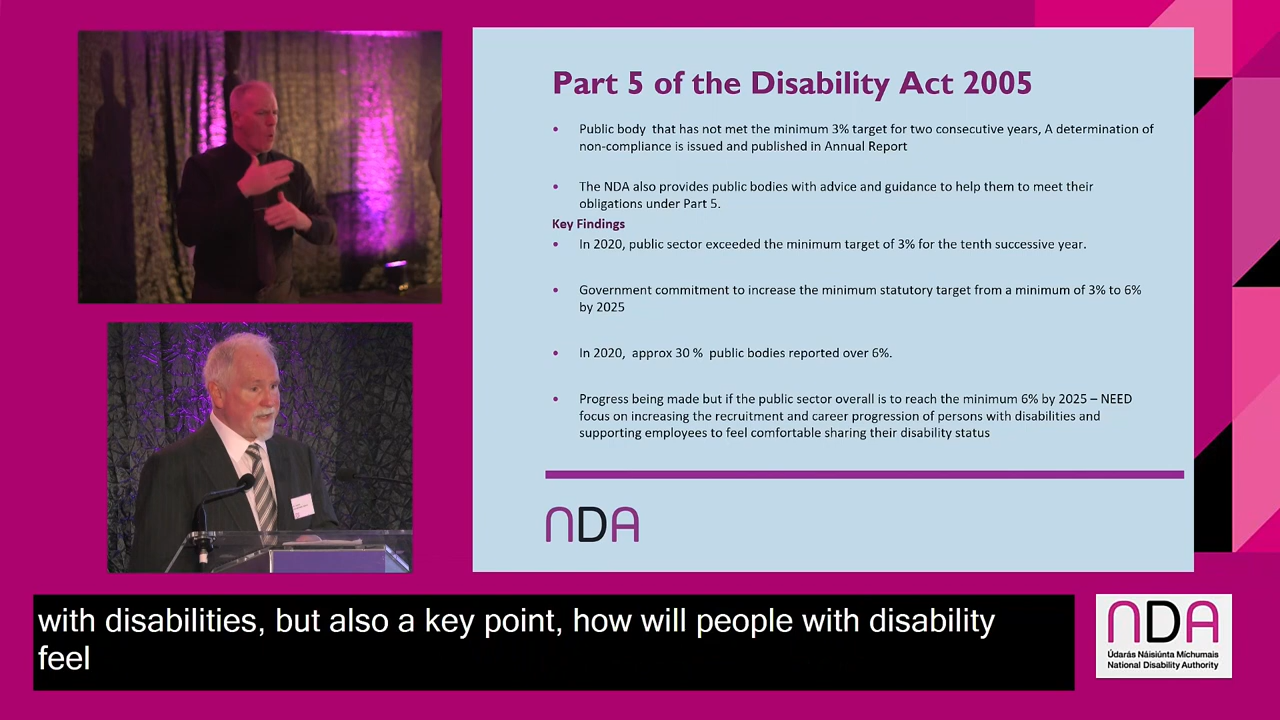 Part 5 of the Disability Act 2005
• Public body that has not met the minimum 3% target for two consecutive years, A determination of
non-compliance is issued and published in Annual Report
• The NDA also provides public bodies with advice and guidance to help them to meet their
obligations under Part 5.
Key Findings
• In 2020, public sector exceeded the minimum target of 3% for the tenth successive year.
• Government commitment to increase the minimum statutory target from a minimum of 3% to 6%
by 2025
• In 2020, approx 30 % public bodies reported over 6%.
• Progress being made but if the public sector overall is to reach the minimum 6% by 2025 – NEED
focus on increasing the recruitment and career progression of persons with disabilities and
supporting employees to feel comfortable sharing their disability status
NDA
with disabilities, but also a key point, how will people with disability
feel
NDA
Údarás Náisiúnta Míchumais
National Disability Authority